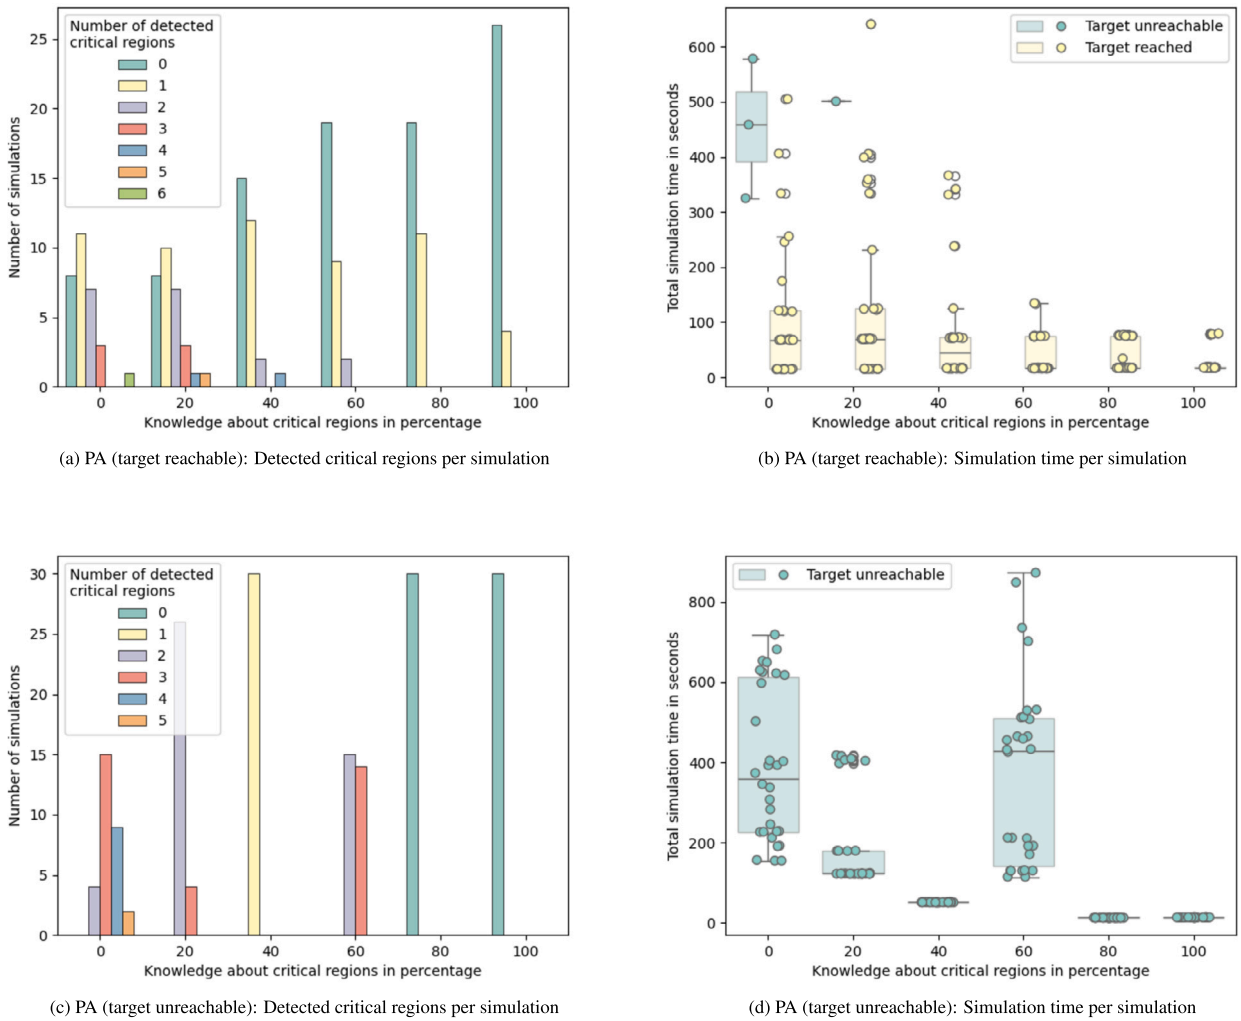 Number of detected
critical regions
0
1
2
3
4
5
6
25
20
15
10
5
0
Number of simulations
0 20 40 60 80 100
Knowledge about critical regions in percentage
(a) PA (target reachable): Detected critical regions per simulation
Target unreachable
Target reached
600
500
400
300
200
100
0
Total simulation time in seconds
0 20 40 60 80 100
Knowledge about critical regions in percentage
(b) PA (target reachable): Simulation time per simulation
Number of detected
critical regions
0
1
2
3
4
5
30
25
20
15
10
5
0
Number of simulations
0 20 40 60 80 100
Knowledge about critical regions in percentage
(c) PA (target unreachable): Detected critical regions per simulation
Target unreachable
800
600
400
200
0
Total simulation time in seconds
0 20 40 60 80 100
Knowledge about critical regions in percentage
(d) PA (target unreachable): Simulation time per simulation